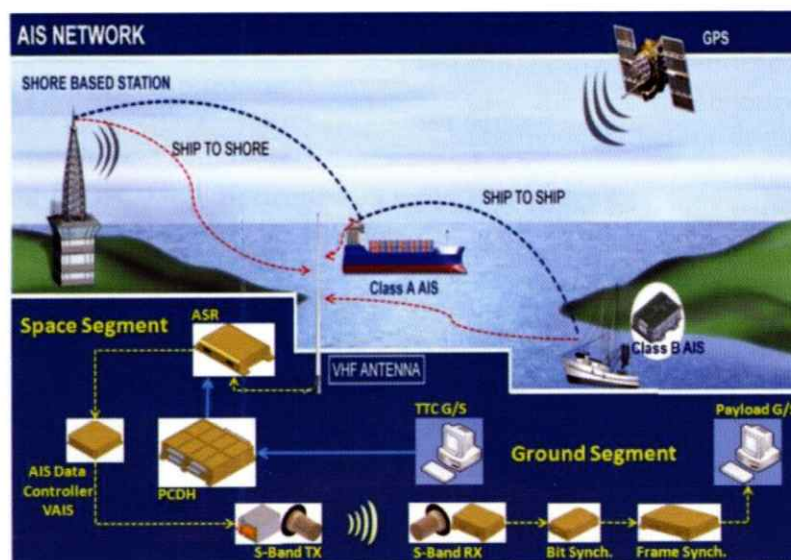 AIS NETWORK
GPS
SHORE BASED STATION
SHIP TO SHORE
SHIP TO SHIP
Class A AIS
Class B AIS
Space Segment
ASR
VHF ANTENNA
TTC G/S
Payload G/S
Ground Segment
AIS Data
Controller
VAIS
PCDH
S-Band TX
S-Band RX
Bit Synch.
Frame Synch.